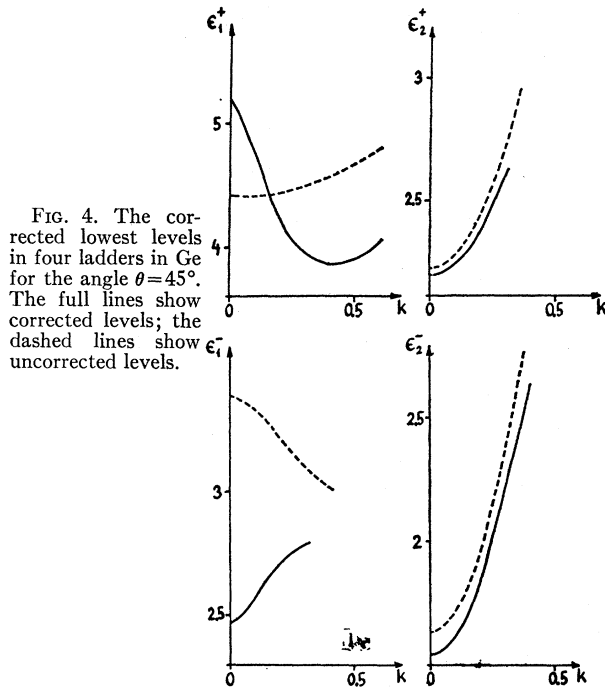 FIG. 4. The cor-
rected lowest levels
in four ladders in Ge
for the angle θ=45°.
The full lines show
corrected levels; the
dashed lines show
uncorrected levels.
ϵ₁⁺
5
4
0
0.5
k
ϵ₂⁺
3
2.5
0
0.5
k
ϵ₁⁻
3
2.5
0
0.5
k
ϵ₂⁻
2.5
2
0
0.5
k